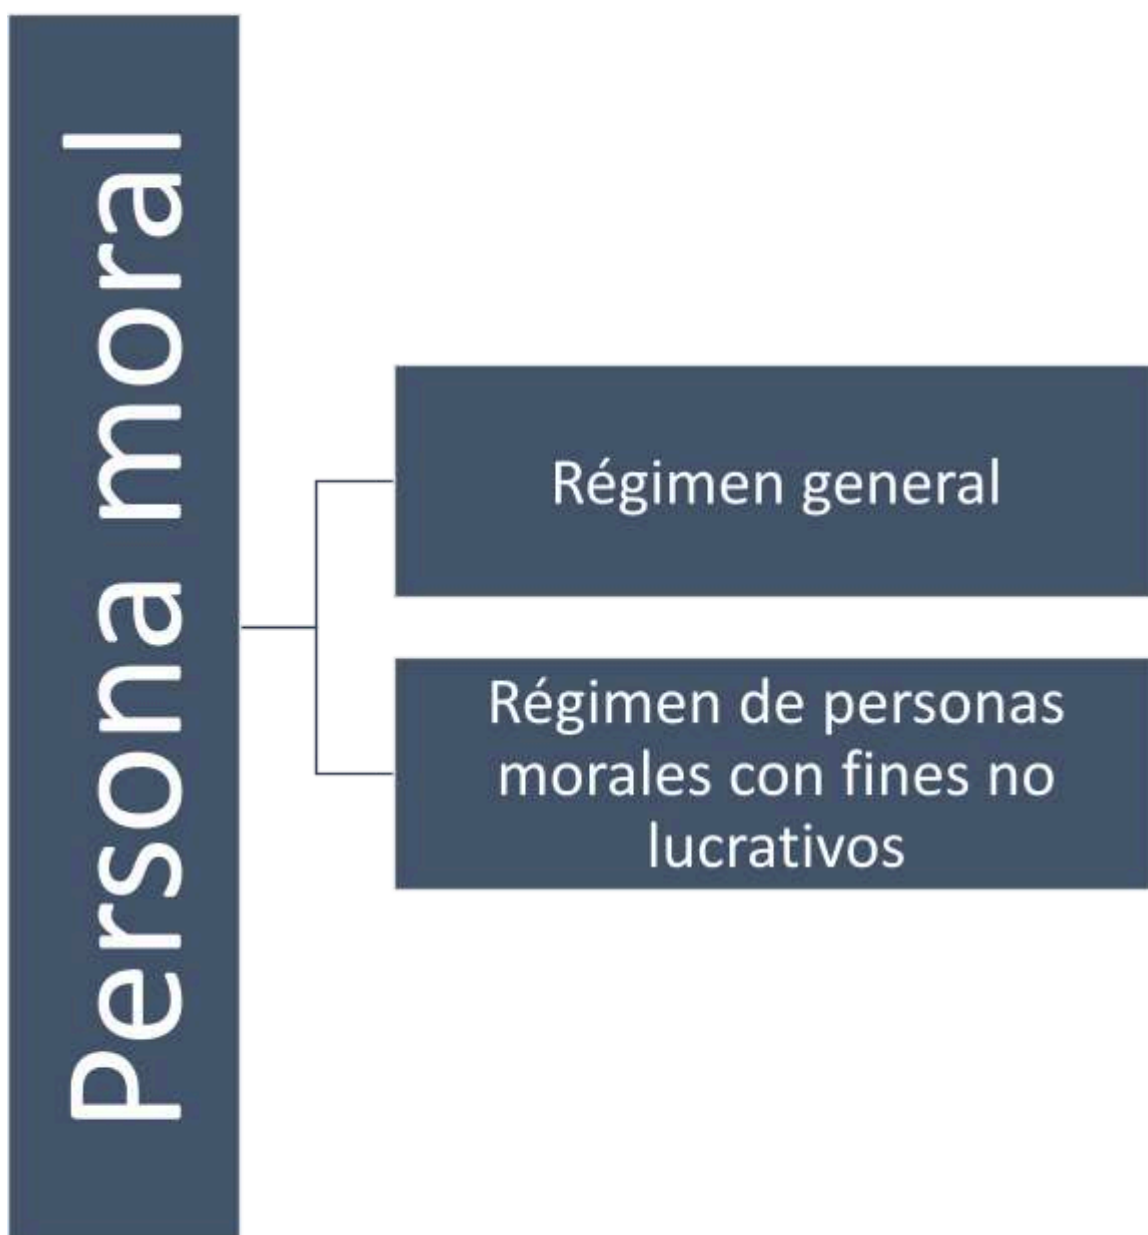 Persona moral
Régimen general
Régimen de personas
morales con fines no
lucrativos